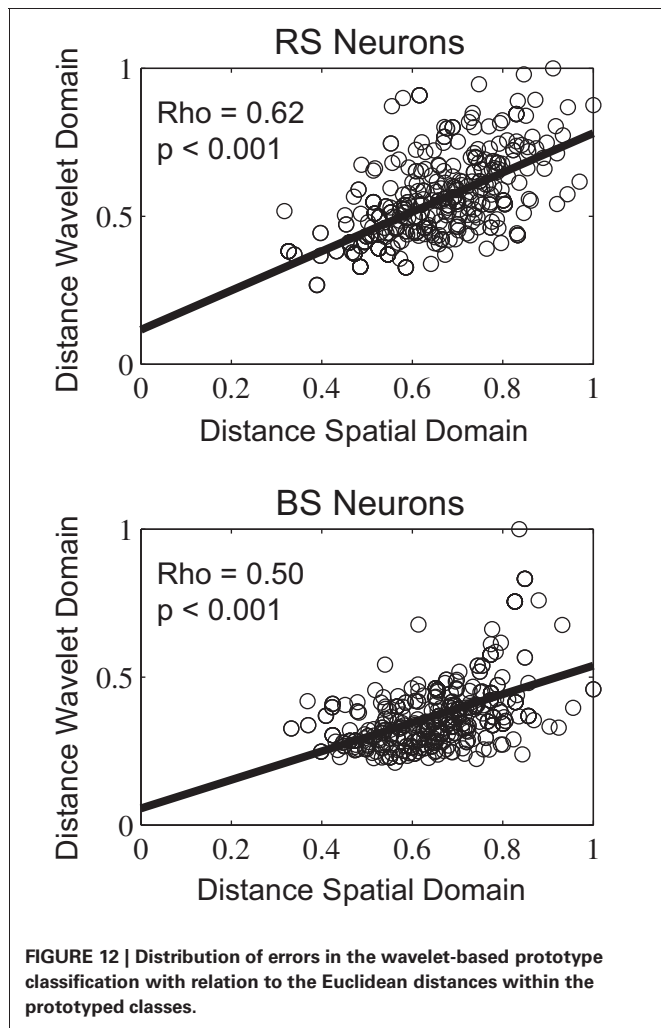 RS Neurons
Rho = 0.62
p < 0.001
Distance Wavelet Domain
1
0.5
0
0 0.2 0.4 0.6 0.8 1
Distance Spatial Domain
BS Neurons
Rho = 0.50
p < 0.001
Distance Wavelet Domain
1
0.5
0
0 0.2 0.4 0.6 0.8 1
Distance Spatial Domain
FIGURE 12 | Distribution of errors in the wavelet-based prototype
classification with relation to the Euclidean distances within the
prototyped classes.